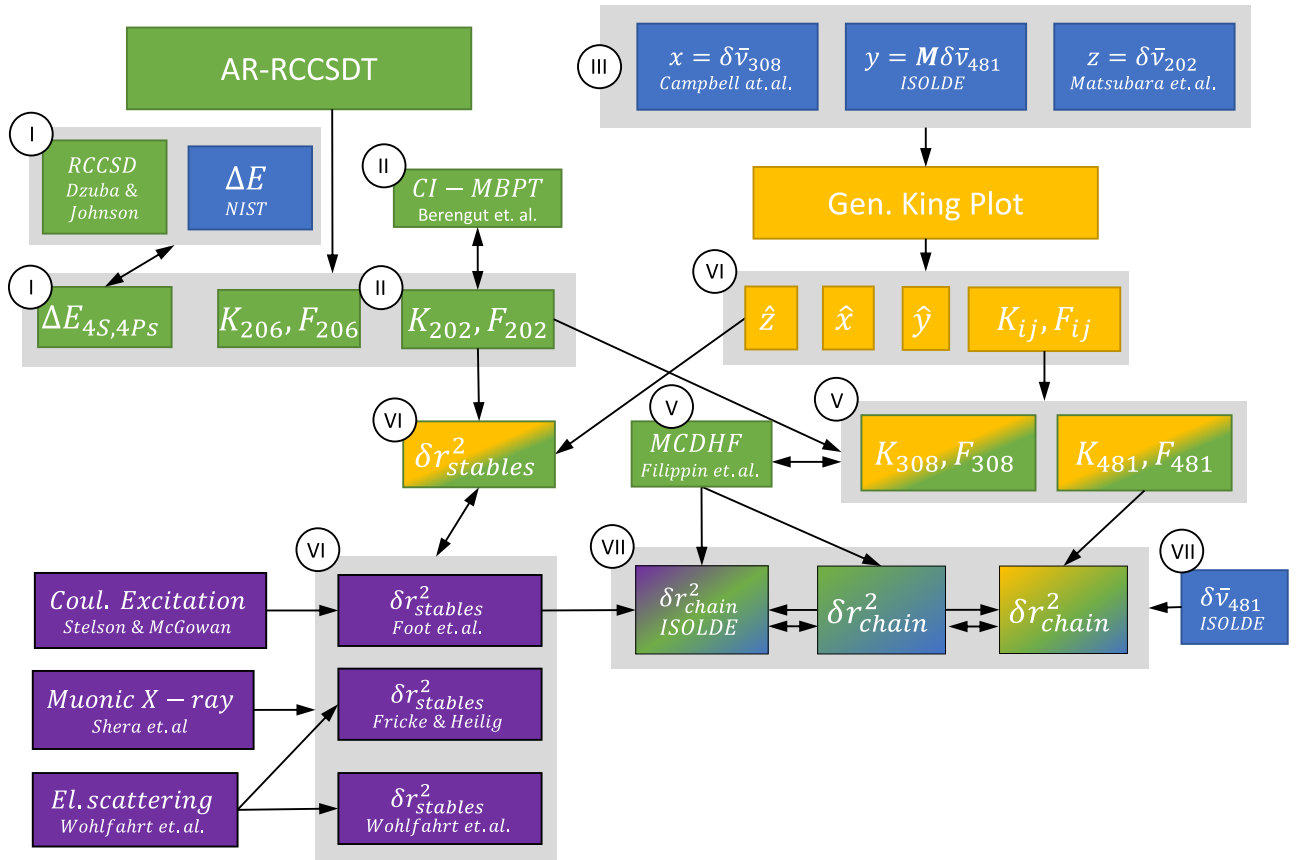 AR-RCCSDT
III
x = δν̄₃₀₈
Campbell at.al.
y = Mδν̄₄₈₁
ISOLDE
z = δν̄₂₀₂
Matsubara et.al.
I
RCCSD
Dzuba &
Johnson
ΔE
NIST
II
CI − MBPT
Berengut et. al.
Gen. King Plot
I
ΔE₄S,₄Ps
K₂₀₆, F₂₀₆
II
K₂₀₂, F₂₀₂
VI
ẑ
x̂
ŷ
Kᵢⱼ, Fᵢⱼ
VI
δr²stables
V
MCDHF
Filippin et.al.
V
K₃₀₈, F₃₀₈
K₄₈₁, F₄₈₁
VI
Coul. Excitation
Stelson & McGowan
δr²stables
Foot et.al.
VII
δr²chain
ISOLDE
δr²chain
δr²chain
VII
δν̄₄₈₁
ISOLDE
Muonic X − ray
Shera et.al
δr²stables
Fricke & Heilig
El. scattering
Wohlfahrt et.al.
δr²stables
Wohlfahrt et.al.